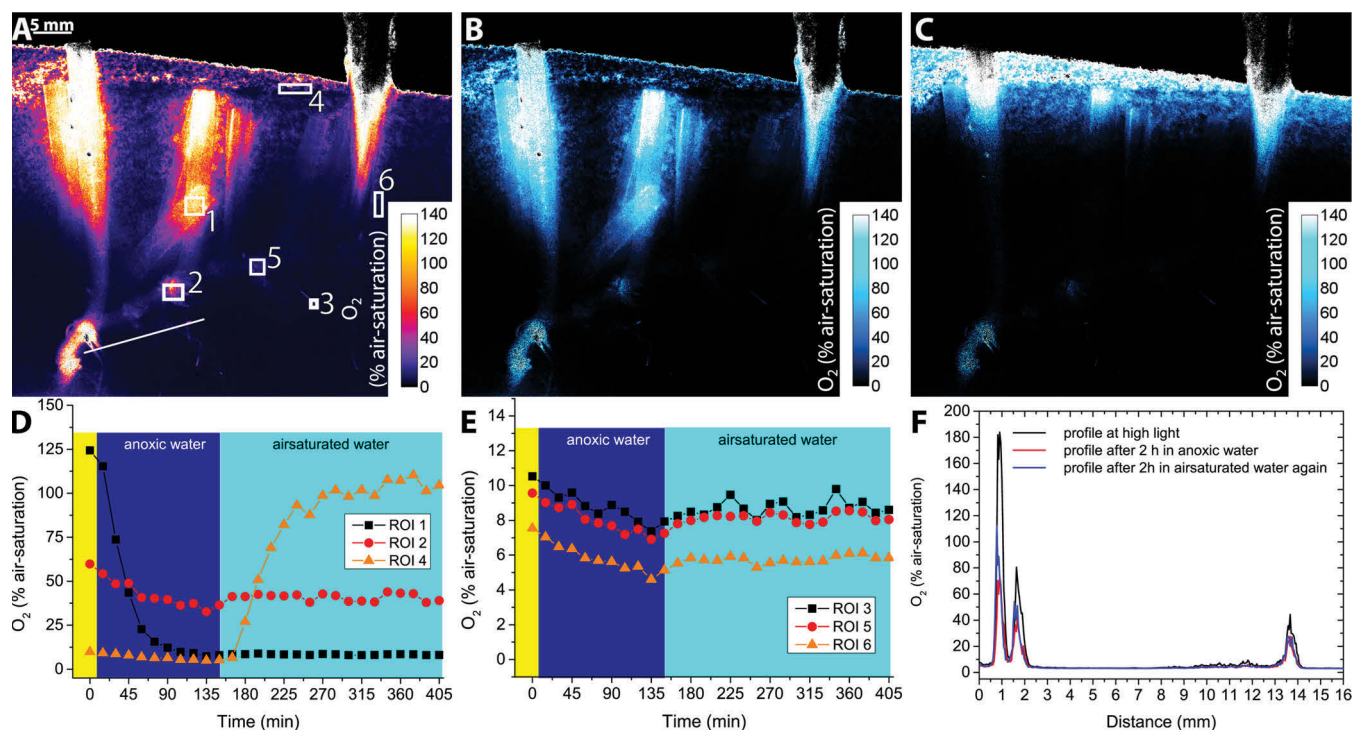 A
5 mm
4
6
1
5
2
3
O2
(% air-saturation)
140
120
100
80
60
40
20
0
B
O2 (% air-saturation)
140
120
100
80
60
40
20
0
C
O2 (% air-saturation)
140
120
100
80
60
40
20
0
D
O2 (% air-saturation)
150
125
100
75
50
25
0
anoxic water
airsaturated water
ROI 1
ROI 2
ROI 4
0 45 90 135 180 225 270 315 360 405
Time (min)
E
O2 (% air-saturation)
14
12
10
8
6
4
2
0
anoxic water
airsaturated water
ROI 3
ROI 5
ROI 6
0 45 90 135 180 225 270 315 360 405
Time (min)
F
O2 (% air-saturation)
200
180
160
140
120
100
80
60
40
20
0
profile at high light
profile after 2 h in anoxic water
profile after 2h in airsaturated water again
0 1 2 3 4 5 6 7 8 9 10 11 12 13 14 15 16
Distance (mm)